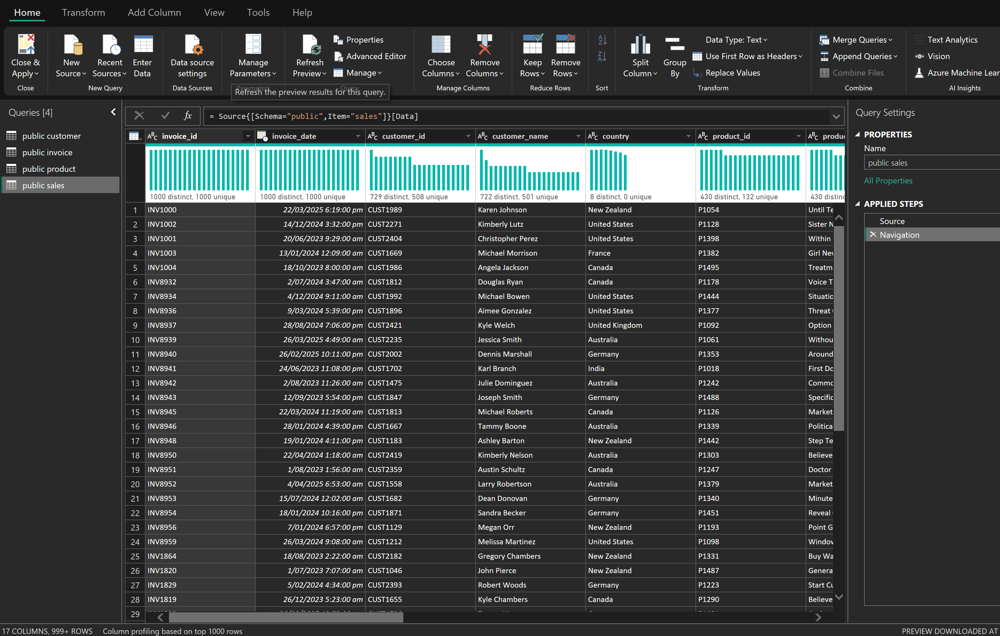 Home Transform Add Column View Tools Help
Close & Apply
Close
New Source
Recent Sources
Enter Data
New Query
Data source settings
Data Sources
Manage Parameters
Parameters
Refresh Preview
Properties
Advanced Editor
Manage
Query
Choose Columns
Remove Columns
Manage Columns
Keep Rows
Remove Rows
Reduce Rows
Sort
Split Column
Group By
Data Type: Text
Use First Row as Headers
Replace Values
Transform
Merge Queries
Append Queries
Combine Files
Combine
Text Analytics
Vision
Azure Machine Lear
AI Insights
Refresh the preview results for this query.
Queries [4]
public customer
public invoice
public product
public sales
fx = Source{[Schema="public",Item="sales"]}[Data]
invoice_id invoice_date customer_id customer_name country product_id
1000 distinct, 1000 unique 1000 distinct, 1000 unique 729 distinct, 508 unique 722 distinct, 501 unique 8 distinct, 0 unique 430 distinct, 132 unique 430 distinc
1 INV1000 22/03/2025 6:19:00 pm CUST1989 Karen Johnson New Zealand P1054 Until Te
2 INV1002 14/12/2024 3:32:00 pm CUST2271 Kimberly Lutz United States P1128 Sister N
3 INV1001 20/06/2023 9:29:00 am CUST2404 Christopher Perez United States P1398 Within
4 INV1003 13/01/2024 12:09:00 am CUST1669 Michael Morrison France P1382 Girl Nev
5 INV1004 18/10/2023 8:00:00 am CUST1986 Angela Jackson Canada P1495 Treatm
6 INV8932 2/07/2024 3:47:00 am CUST1812 Douglas Ryan Canada P1178 Voice T
7 INV8934 4/12/2024 9:11:00 am CUST1992 Michael Bowen United States P1444 Situatio
8 INV8936 9/03/2024 5:39:00 pm CUST1896 Aimee Gonzalez United States P1377 Threat
9 INV8937 28/08/2024 7:06:00 pm CUST2421 Kyle Welch United Kingdom P1092 Option
10 INV8939 26/03/2025 4:49:00 am CUST2235 Jessica Smith Australia P1061 Withou
11 INV8940 26/02/2025 10:11:00 pm CUST2002 Dennis Marshall Germany P1353 Around
12 INV8941 24/06/2023 11:08:00 pm CUST1702 Karl Branch India P1018 First Do
13 INV8942 2/08/2023 11:26:00 am CUST1475 Julie Dominguez Australia P1242 Commo
14 INV8943 12/09/2023 5:54:00 pm CUST1847 Joseph Smith Germany P1488 Specific
15 INV8945 22/03/2024 11:19:00 am CUST1813 Michael Roberts Canada P1126 Market
16 INV8946 28/01/2024 4:39:00 pm CUST1667 Tammy Boone Australia P1339 Politica
17 INV8948 19/01/2024 4:11:00 pm CUST1183 Ashley Barton New Zealand P1442 Step Te
18 INV8950 22/04/2024 1:18:00 am CUST2419 Kimberly Nelson Australia P1303 Believe
19 INV8951 1/08/2023 1:56:00 am CUST2359 Austin Schultz Canada P1247 Doctor
20 INV8952 4/04/2025 6:53:00 am CUST1558 Larry Robertson Australia P1379 Market
21 INV8953 15/07/2024 12:02:00 am CUST1682 Dean Donovan Germany P1340 Minute
22 INV8954 18/01/2024 10:16:00 pm CUST1871 Sandra Becker Germany P1451 Reveal
23 INV8956 7/01/2024 6:57:00 pm CUST1129 Megan Orr New Zealand P1193 Point G
24 INV8959 26/03/2024 9:08:00 am CUST1212 Melissa Martinez United States P1098 Window
25 INV1864 18/08/2023 2:22:00 am CUST2182 Gregory Chambers New Zealand P1331 Buy Wa
26 INV1820 1/07/2023 7:07:00 am CUST1046 John Pierce New Zealand P1487 Genera
27 INV1829 5/02/2024 4:34:00 pm CUST2393 Robert Woods Germany P1223 Start Cu
28 INV1819 26/12/2023 5:23:00 am CUST1655 Kyle Chambers Canada P1290 Believe
29
Query Settings
PROPERTIES
Name
public sales
All Properties
APPLIED STEPS
Source
Navigation
17 COLUMNS, 999+ ROWS Column profiling based on top 1000 rows PREVIEW DOWNLOADED AT